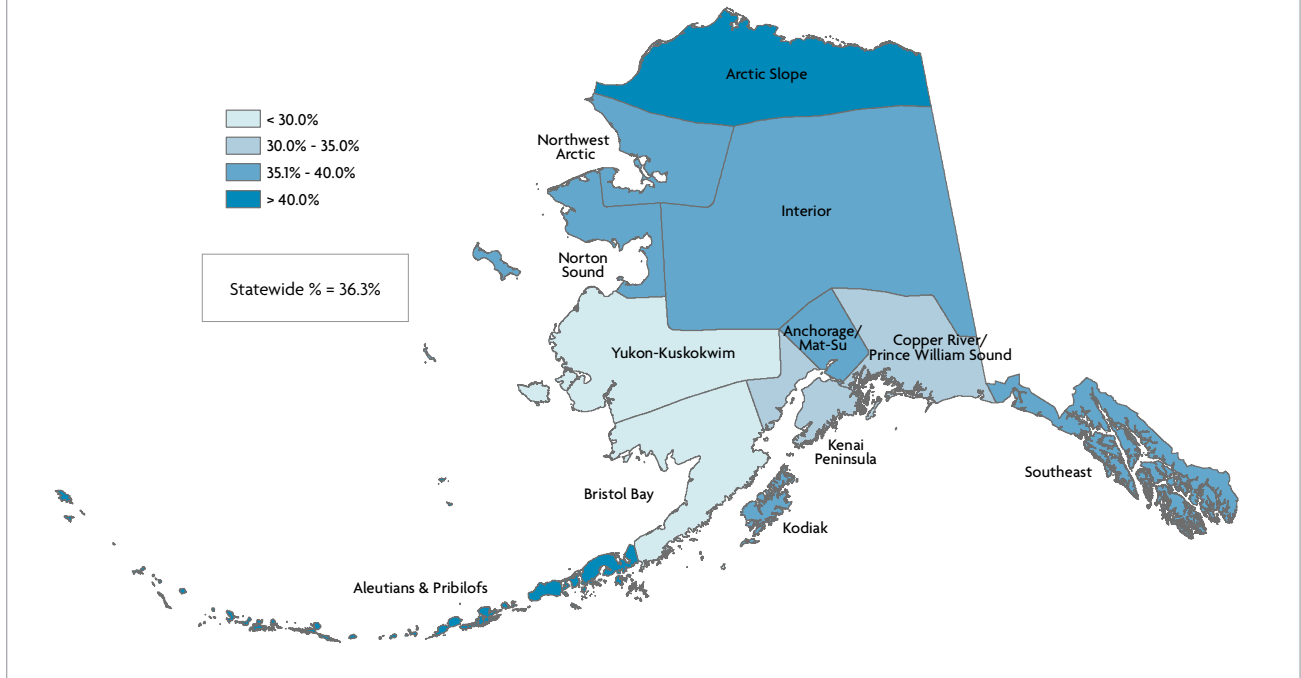 Arctic Slope
< 30.0%
30.0% - 35.0%
35.1% - 40.0%
> 40.0%
Northwest
Arctic
Interior
Norton
Sound
Statewide % = 36.3%
Anchorage/
Mat-Su
Copper River/
Prince William Sound
Yukon-Kuskokwim
Kenai
Peninsula
Southeast
Bristol Bay
Kodiak
Aleutians & Pribilofs